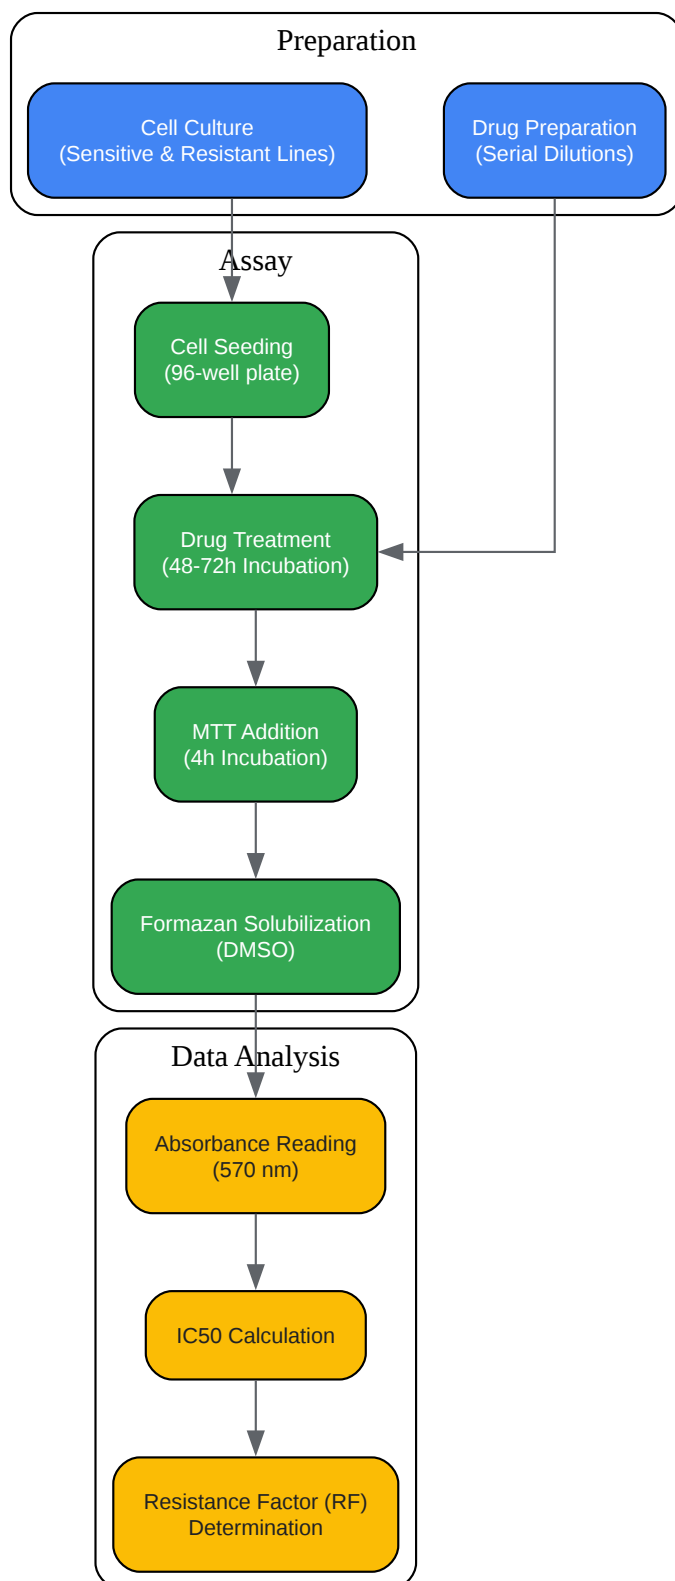 Preparation
Cell Culture
(Sensitive & Resistant Lines)
Drug Preparation
(Serial Dilutions)
Assay
Cell Seeding
(96-well plate)
Drug Treatment
(48-72h Incubation)
MTT Addition
(4h Incubation)
Formazan Solubilization
(DMSO)
Data Analysis
Absorbance Reading
(570 nm)
IC50 Calculation
Resistance Factor (RF)
Determination